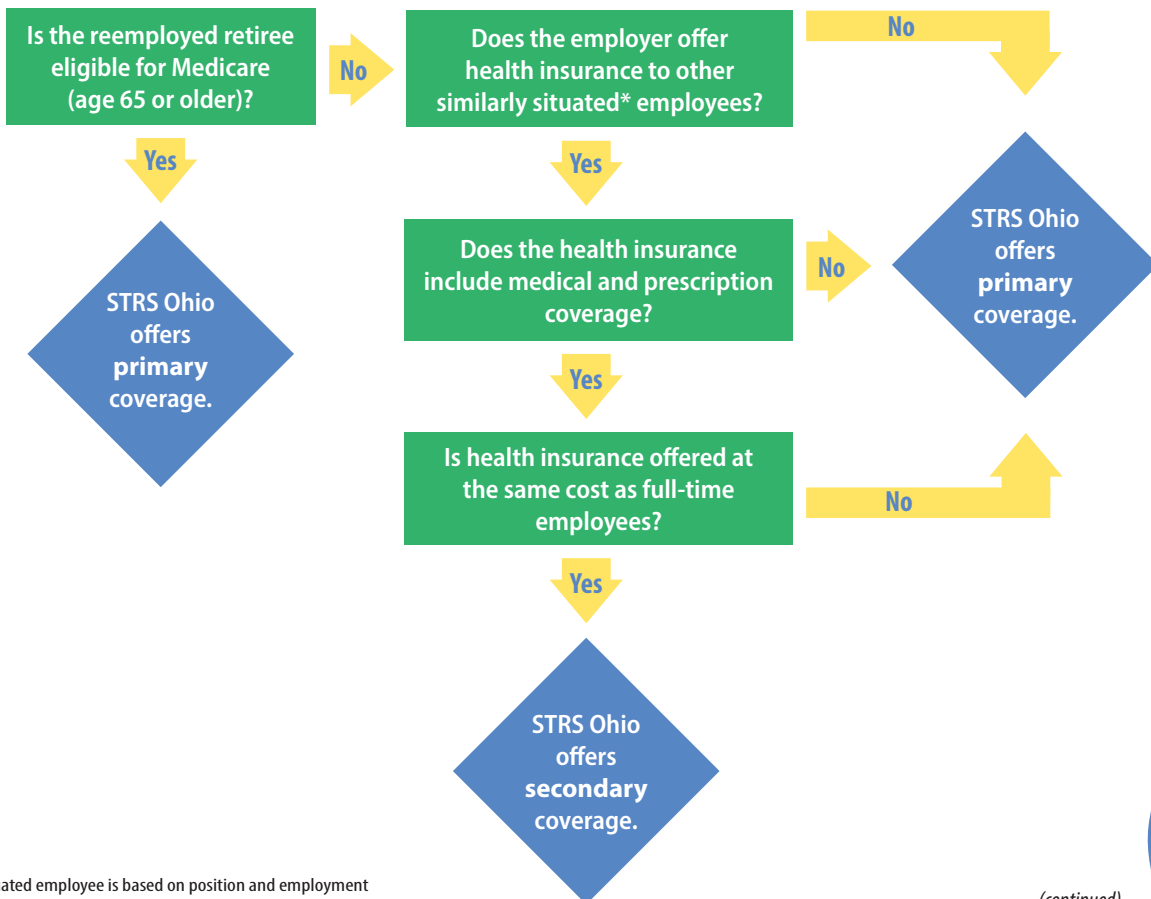 Is the reemployed retiree
eligible for Medicare
(age 65 or older)?
No
Does the employer offer
health insurance to other
similarly situated* employees?
No
Yes
Yes
STRS Ohio
offers
primary
coverage.
Does the health insurance
include medical and prescription
coverage?
No
STRS Ohio
offers
primary
coverage.
Yes
Is health insurance offered at
the same cost as full-time
employees?
No
Yes
STRS Ohio
offers
secondary
coverage.
employee is based on position and employment
(continued)